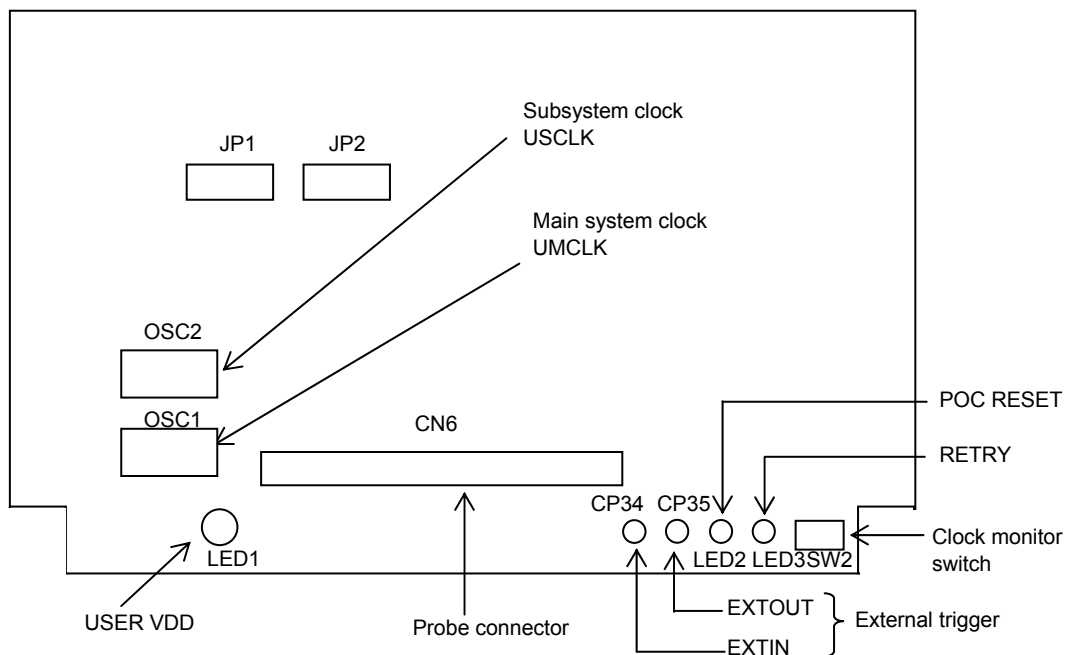 Subsystem clock
USCLK
JP1
JP2
Main system clock
UMCLK
OSC2
OSC1
CN6
POC RESET
RETRY
CP34
CP35
LED1
LED2
LED3
SW2
Clock monitor
switch
USER VDD
Probe connector
EXTOUT
EXTIN
External trigger